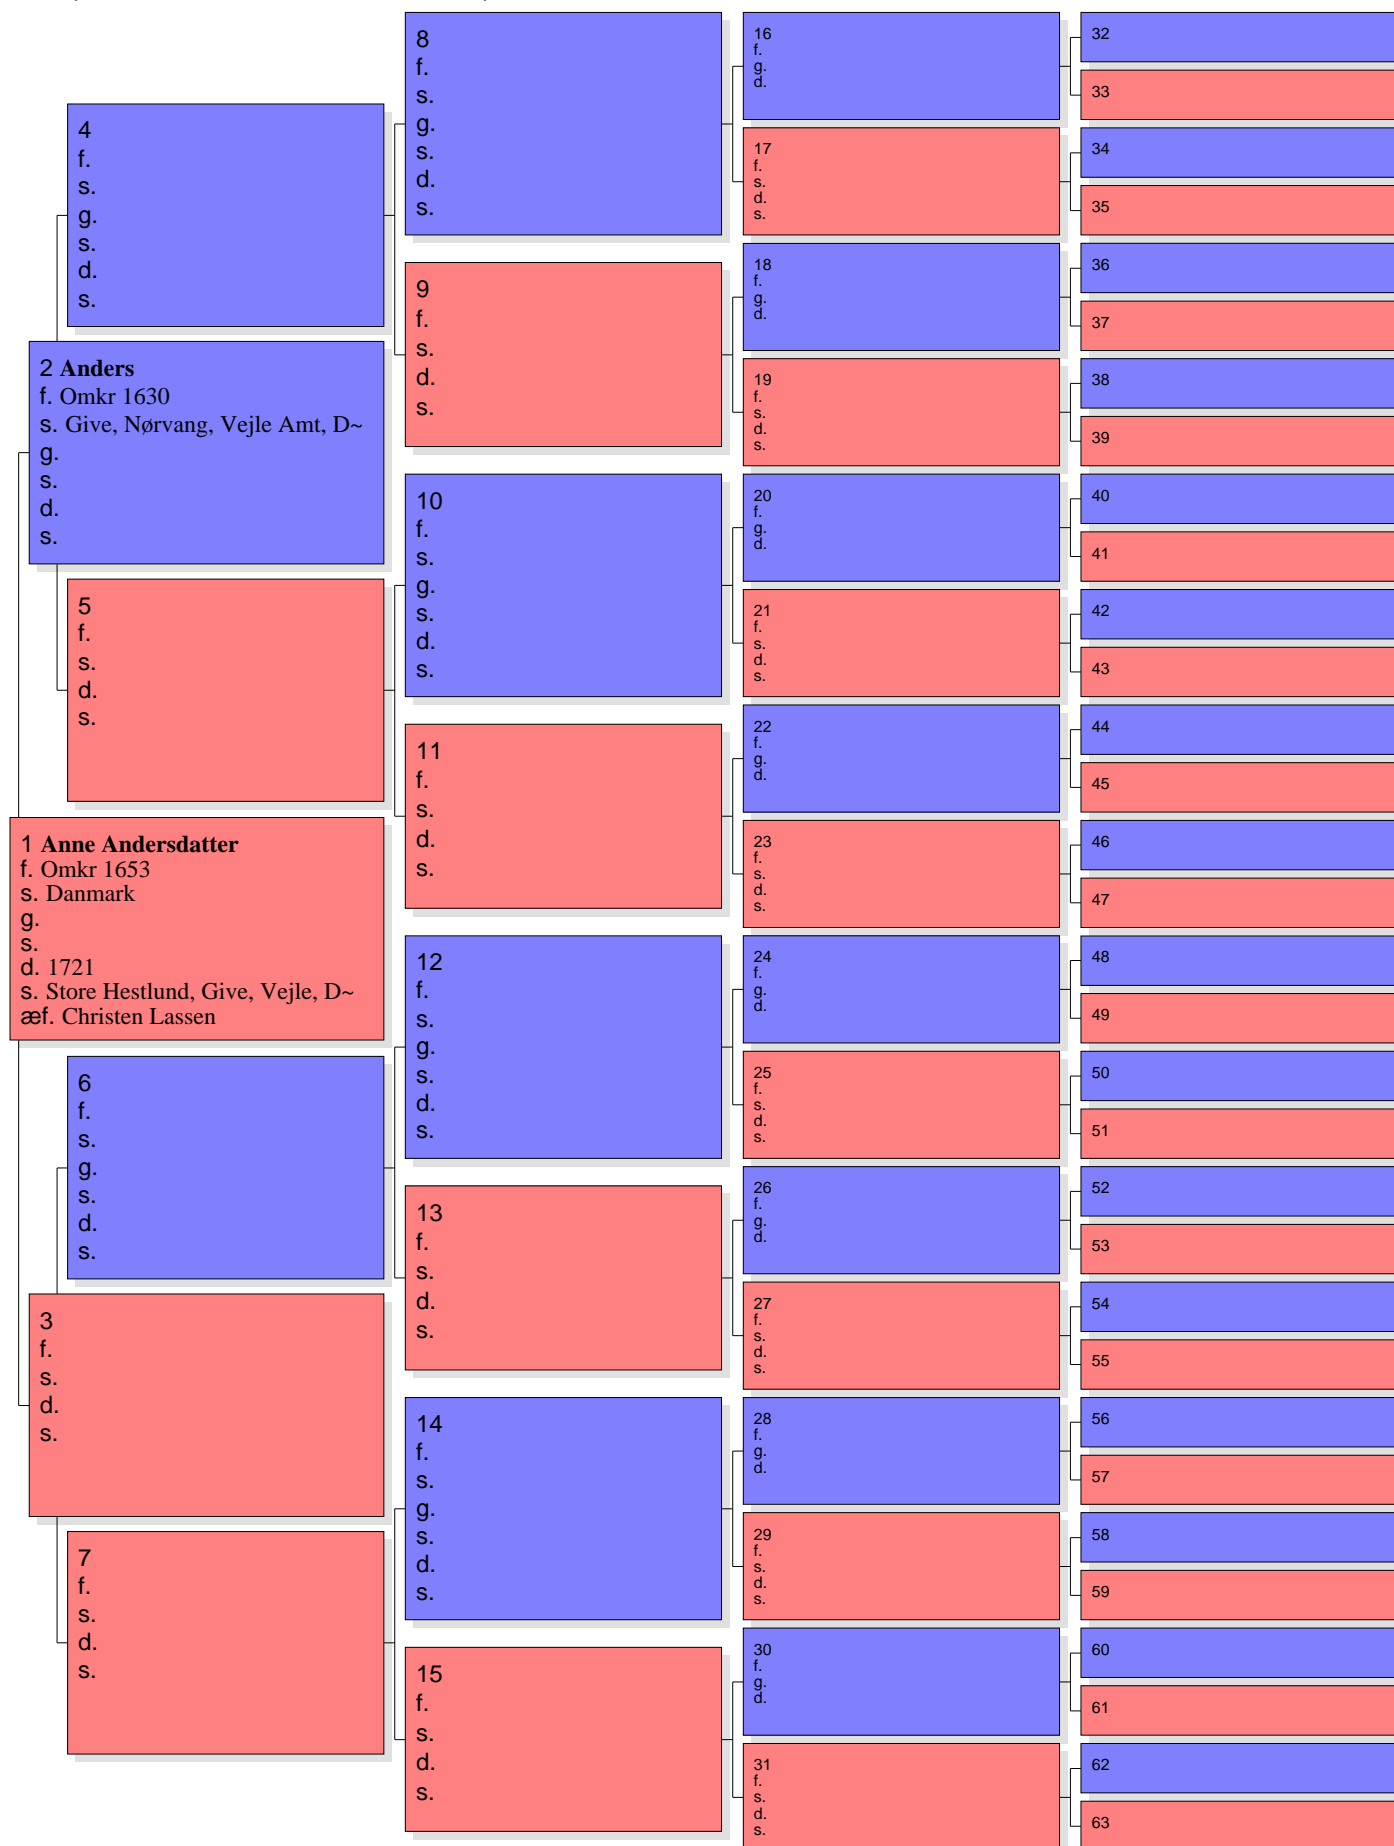 8
f.
s.
g.
s.
d.
s.
16
f.
g.
d.
32
33
4
f.
s.
g.
s.
d.
s.
17
f.
s.
d.
s.
34
35
9
f.
s.
d.
s.
18
f.
g.
d.
36
37
2 Anders
f. Omkr 1630
s. Give, Nørvang, Vejle Amt, D~
g.
s.
d.
s.
19
f.
s.
d.
s.
38
39
10
f.
s.
g.
s.
d.
s.
20
f.
g.
d.
40
41
5
f.
s.
d.
s.
21
f.
s.
d.
s.
42
43
11
f.
s.
d.
s.
22
f.
g.
d.
44
45
1 Anne Andersdatter
f. Omkr 1653
s. Danmark
g.
s.
d. 1721
s. Store Hestlund, Give, Vejle, D~
æf. Christen Lassen
23
f.
s.
d.
s.
46
47
12
f.
s.
g.
s.
d.
s.
24
f.
g.
d.
48
49
6
f.
s.
g.
s.
d.
s.
25
f.
s.
d.
s.
50
51
13
f.
s.
d.
s.
26
f.
g.
d.
52
53
3
f.
s.
d.
s.
27
f.
s.
d.
s.
54
55
14
f.
s.
g.
s.
d.
s.
28
f.
g.
d.
56
57
7
f.
s.
d.
s.
29
f.
s.
d.
s.
58
59
15
f.
s.
d.
s.
30
f.
g.
d.
60
61
31
f.
s.
d.
s.
62
63